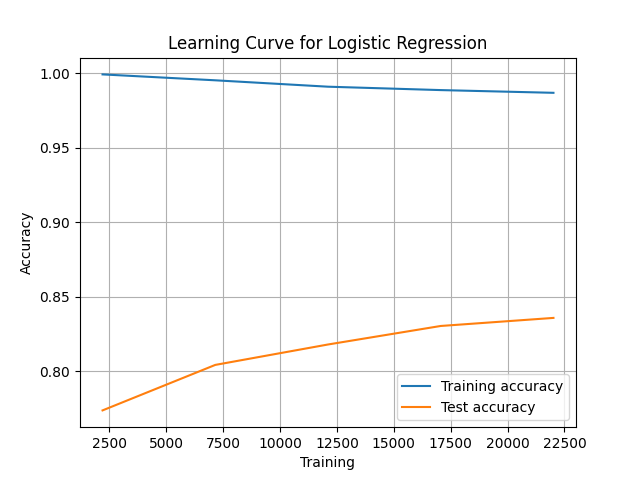 Learning Curve for Logistic Regression
1.00
0.95
0.90
0.85
0.80
Accuracy
Training accuracy
Test accuracy
2500 5000 7500 10000 12500 15000 17500 20000 22500
Training